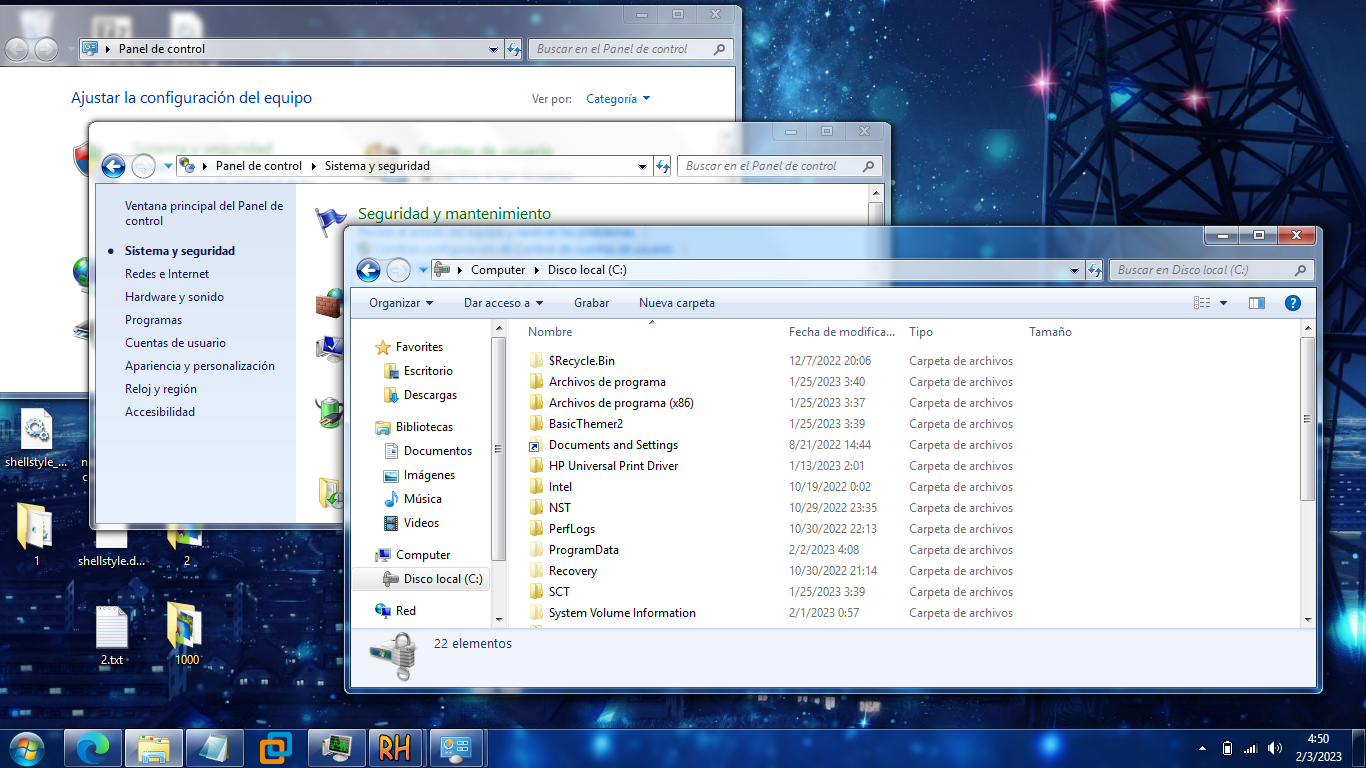 Panel de control
Buscar en el Panel de control
Ajustar la configuración del equipo
Ver por:
Categoría
Panel de control
Sistema y seguridad
Buscar en el Panel de control
Ventana principal del Panel de
control
Sistema y seguridad
Redes e Internet
Hardware y sonido
Programas
Cuentas de usuario
Apariencia y personalización
Reloj y región
Accesibilidad
Seguridad y mantenimiento
Computer
Disco local (C:)
Buscar en Disco local (C:)
Organizar
Dar acceso a
Grabar
Nueva carpeta
Favorites
Escritorio
Descargas
Bibliotecas
Documentos
Imágenes
Música
Videos
Computer
Disco local (C:)
Red
Nombre Fecha de modifica... Tipo Tamaño
$Recycle.Bin 12/7/2022 20:06 Carpeta de archivos
Archivos de programa 1/25/2023 3:40 Carpeta de archivos
Archivos de programa (x86) 1/25/2023 3:37 Carpeta de archivos
BasicThemer2 1/25/2023 3:39 Carpeta de archivos
Documents and Settings 8/21/2022 14:44 Carpeta de archivos
HP Universal Print Driver 1/13/2023 2:01 Carpeta de archivos
Intel 10/19/2022 0:02 Carpeta de archivos
NST 10/29/2022 23:35 Carpeta de archivos
PerfLogs 10/30/2022 22:13 Carpeta de archivos
ProgramData 2/2/2023 4:08 Carpeta de archivos
Recovery 10/30/2022 21:14 Carpeta de archivos
SCT 1/25/2023 3:39 Carpeta de archivos
System Volume Information 2/1/2023 0:57 Carpeta de archivos
22 elementos
shellstyle_...
1
shellstyle.d...
2
2.txt
1000
RH
4:50
2/3/2023